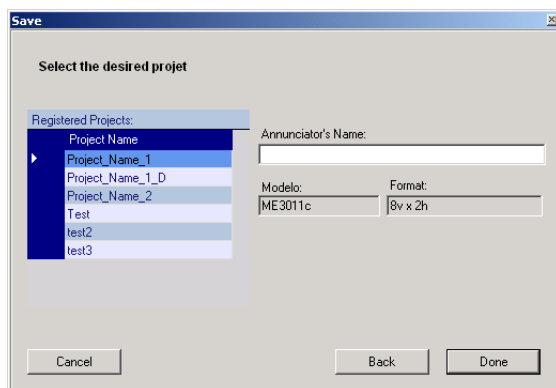 Save
Select the desired projet
Registered Projects:
Project Name
Project_Name_1
Project_Name_1_D
Project_Name_2
Test
test2
test3
Annunciator's Name:
Modelo:
Format:
ME3011c
8v x 2h
Cancel
Back
Done